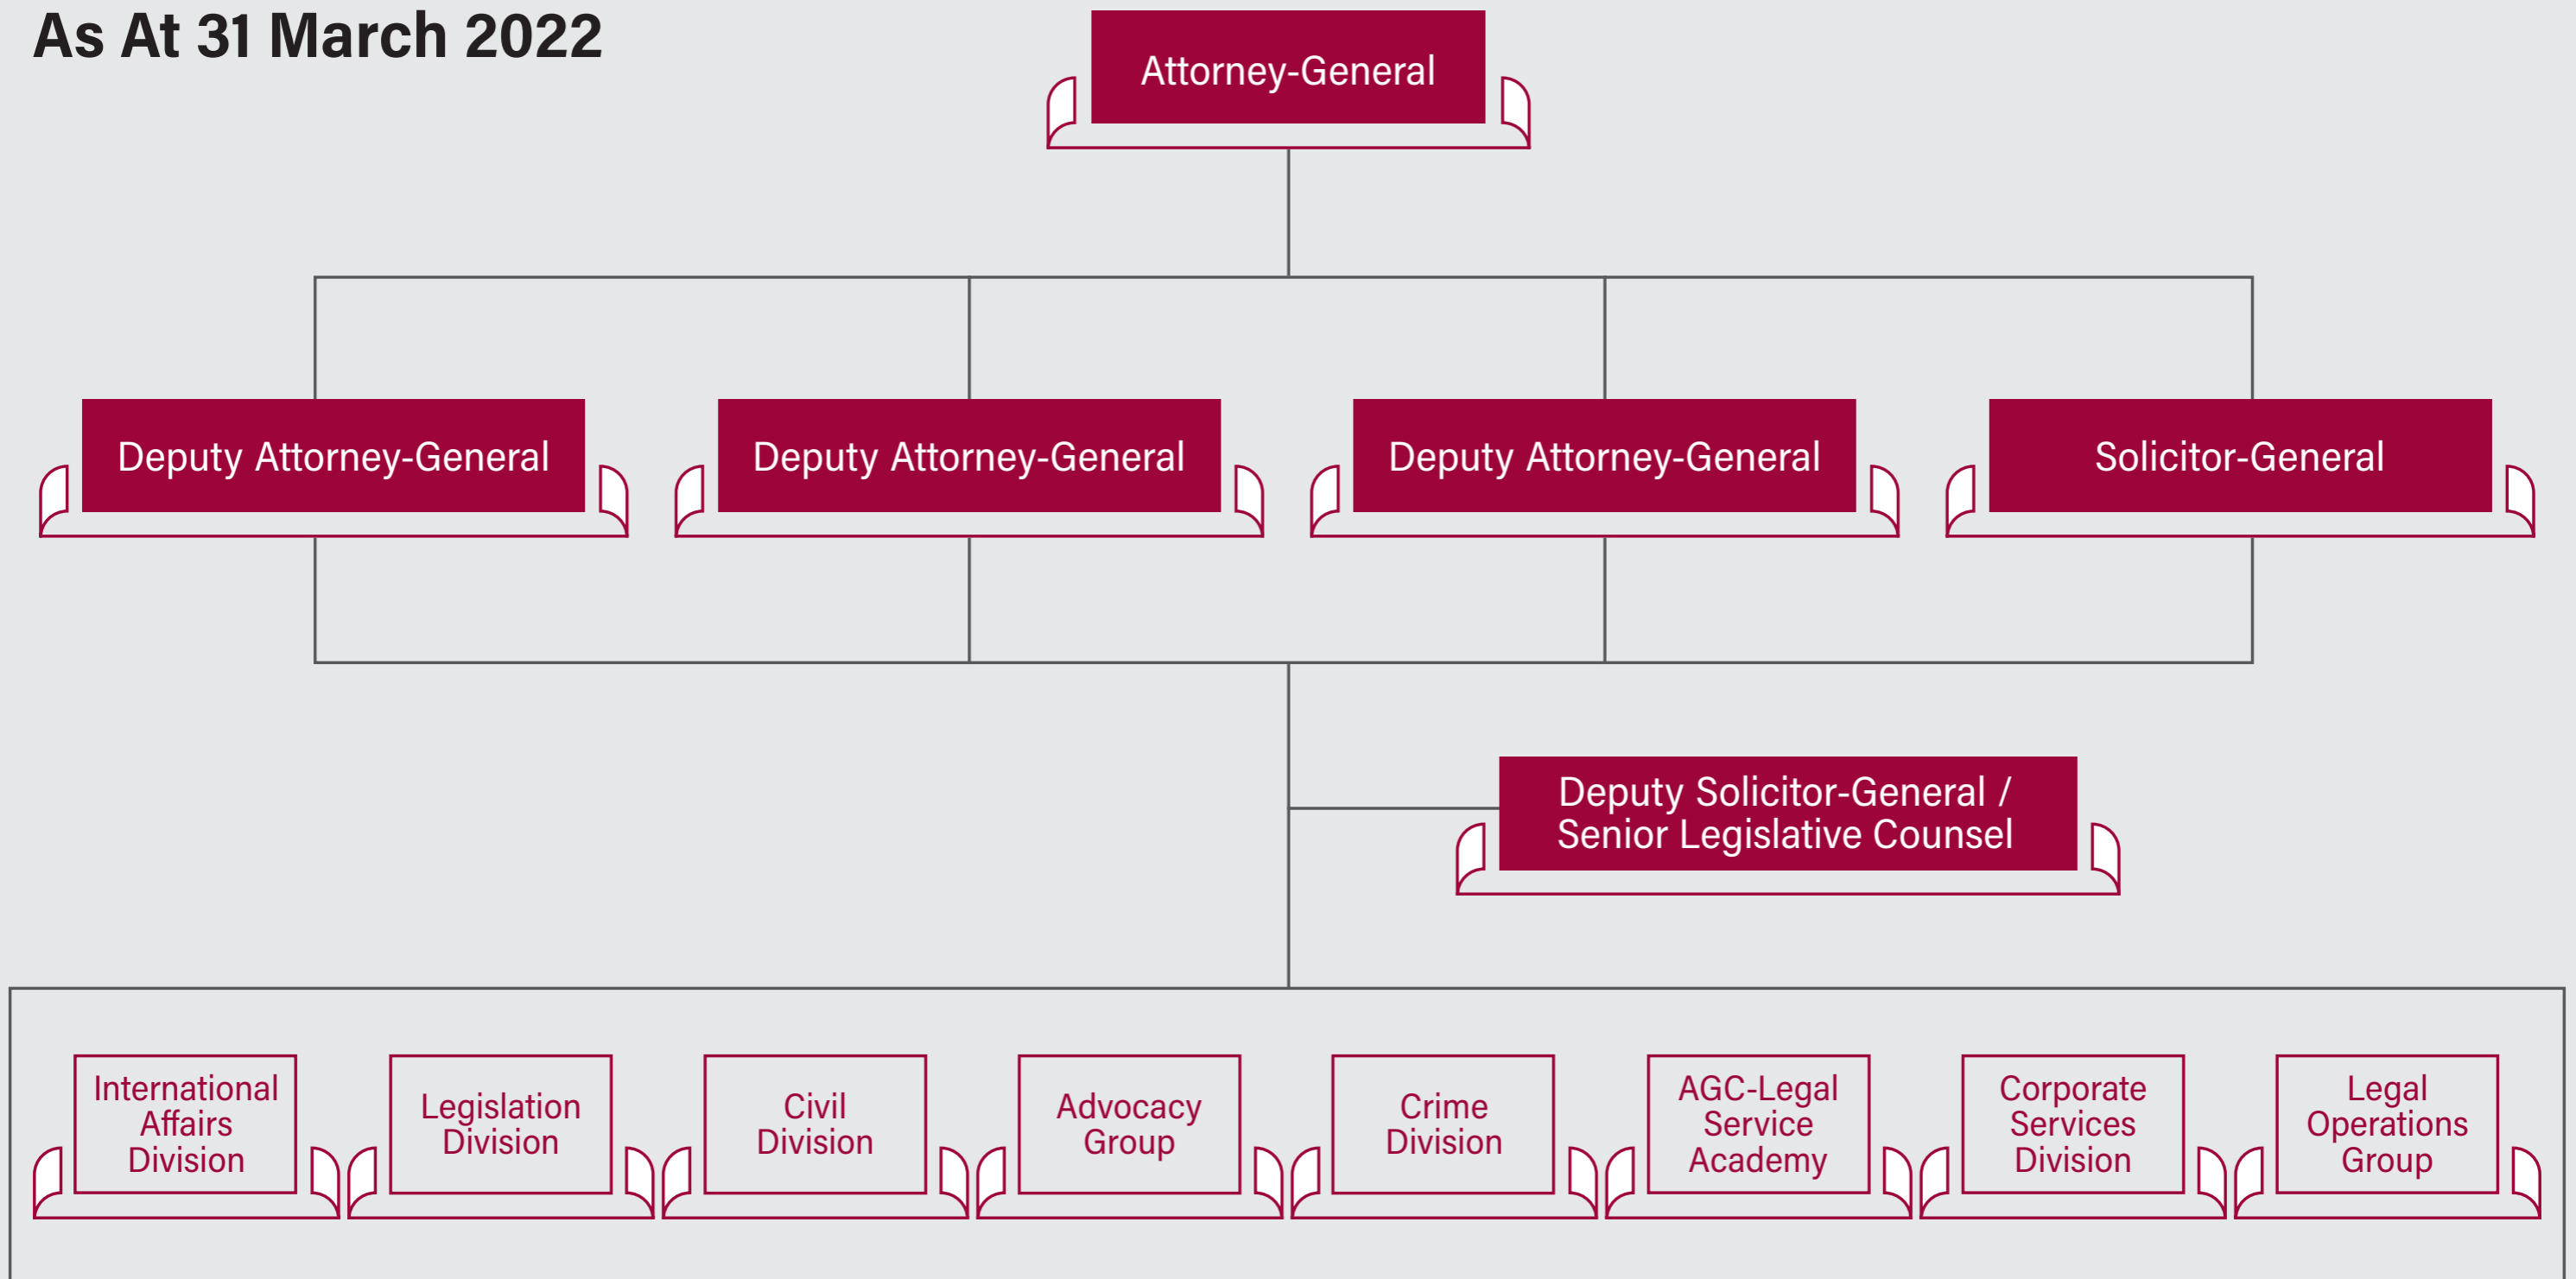 As At 31 March 2022
Attorney-General
Deputy Attorney-General
Deputy Attorney-General
Deputy Attorney-General
Solicitor-General
Deputy Solicitor-General /
Senior Legislative Counsel
International
Affairs
Division
Legislation
Division
Civil
Division
Advocacy
Group
Crime
Division
AGC-Legal
Service
Academy
Corporate
Services
Division
Legal
Operations
Group